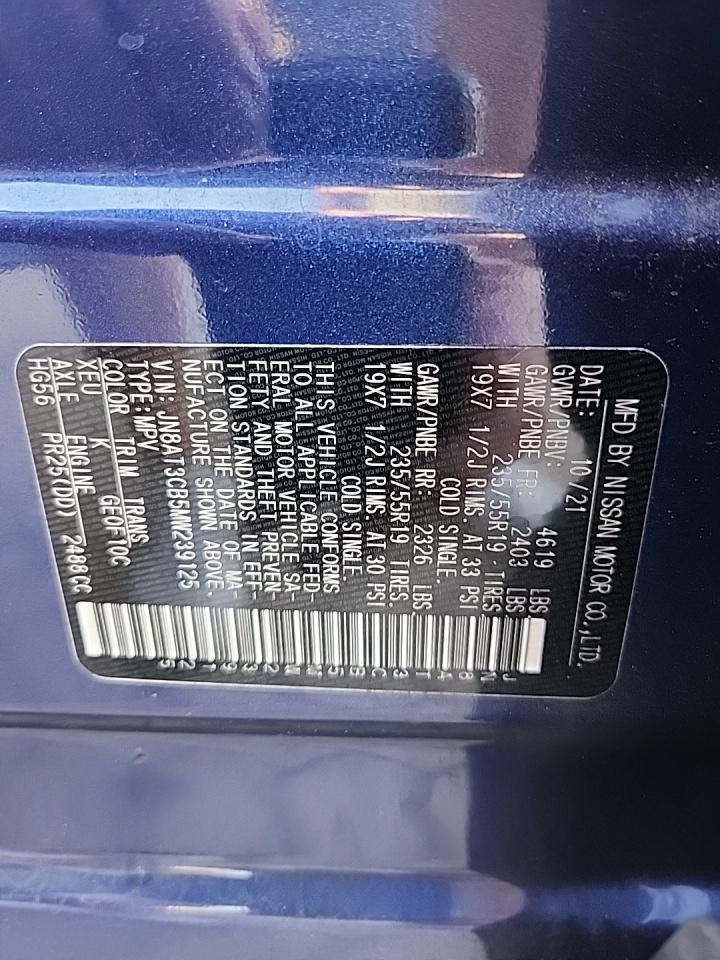 MFD BY NISSAN MOTOR CO.,LTD.
DATE: 10/21
GVWR/PNBV: 4619 LBS
GAWR/PNBE FR: 2403 LBS
WITH 235/55R19 TIRES
19X7 1/2J RIMS. AT 33 PSI
COLD SINGLE.
GAWR/PNBE RR: 2326 LBS
WITH 235/55R19 TIRES.
19X7 1/2J RIMS AT 30 PSI
COLD SINGLE.
THIS VEHICLE CONFORMS
TO ALL APPLICABLE FED-
ERAL MOTOR VEHICLE SA-
FETY AND THEFT PREVEN-
TION STANDARDS IN EFF-
ECT ON THE DATE OF MA-
NUFACTURE SHOWN ABOVE.
VIN: JN8AT3CB5MW239125
TYPE: MPV
COLOR TRIM TRANS
XEU K GE0F10C
AXLE ENGINE
HG56 PR25(DD) 2488CC
JN8AT3CB5MW239125